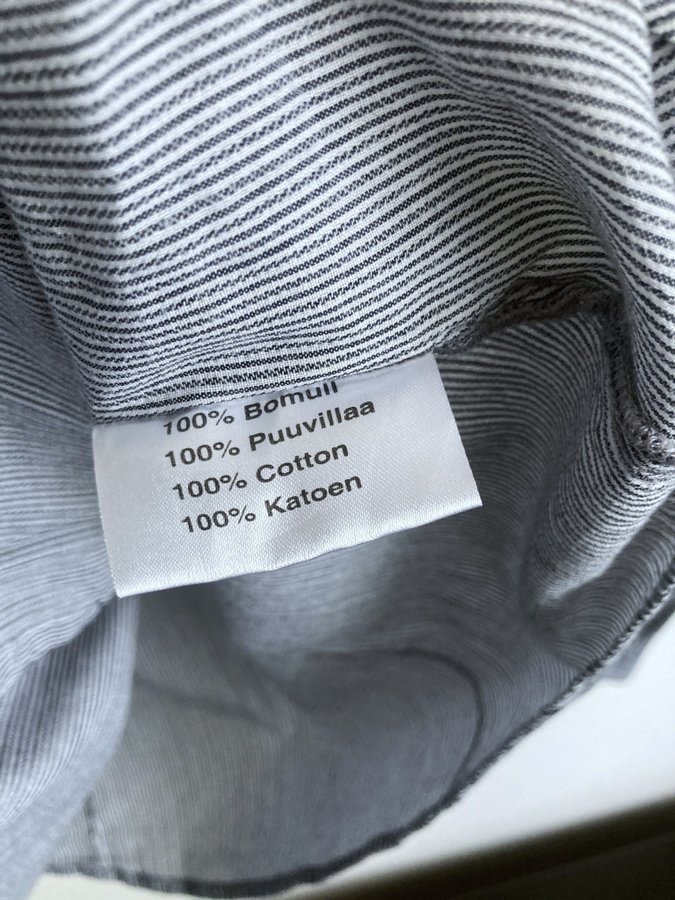 100% Bomull
100% Puuvillaa
100% Cotton
100% Katoen